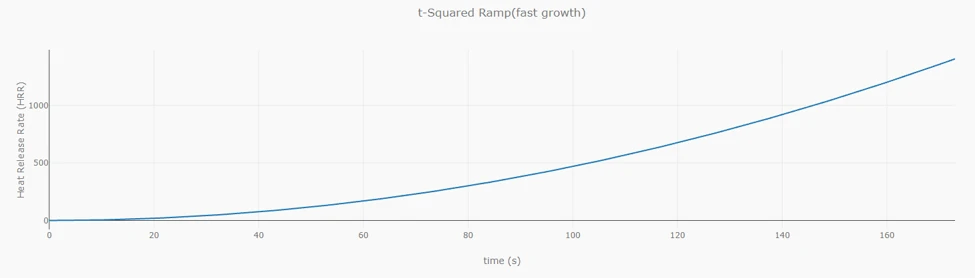 t-Squared Ramp(fast growth)
Heat Release Rate (HRR)
1000
500
0
0 20 40 60 80 100 120 140 160
time (s)